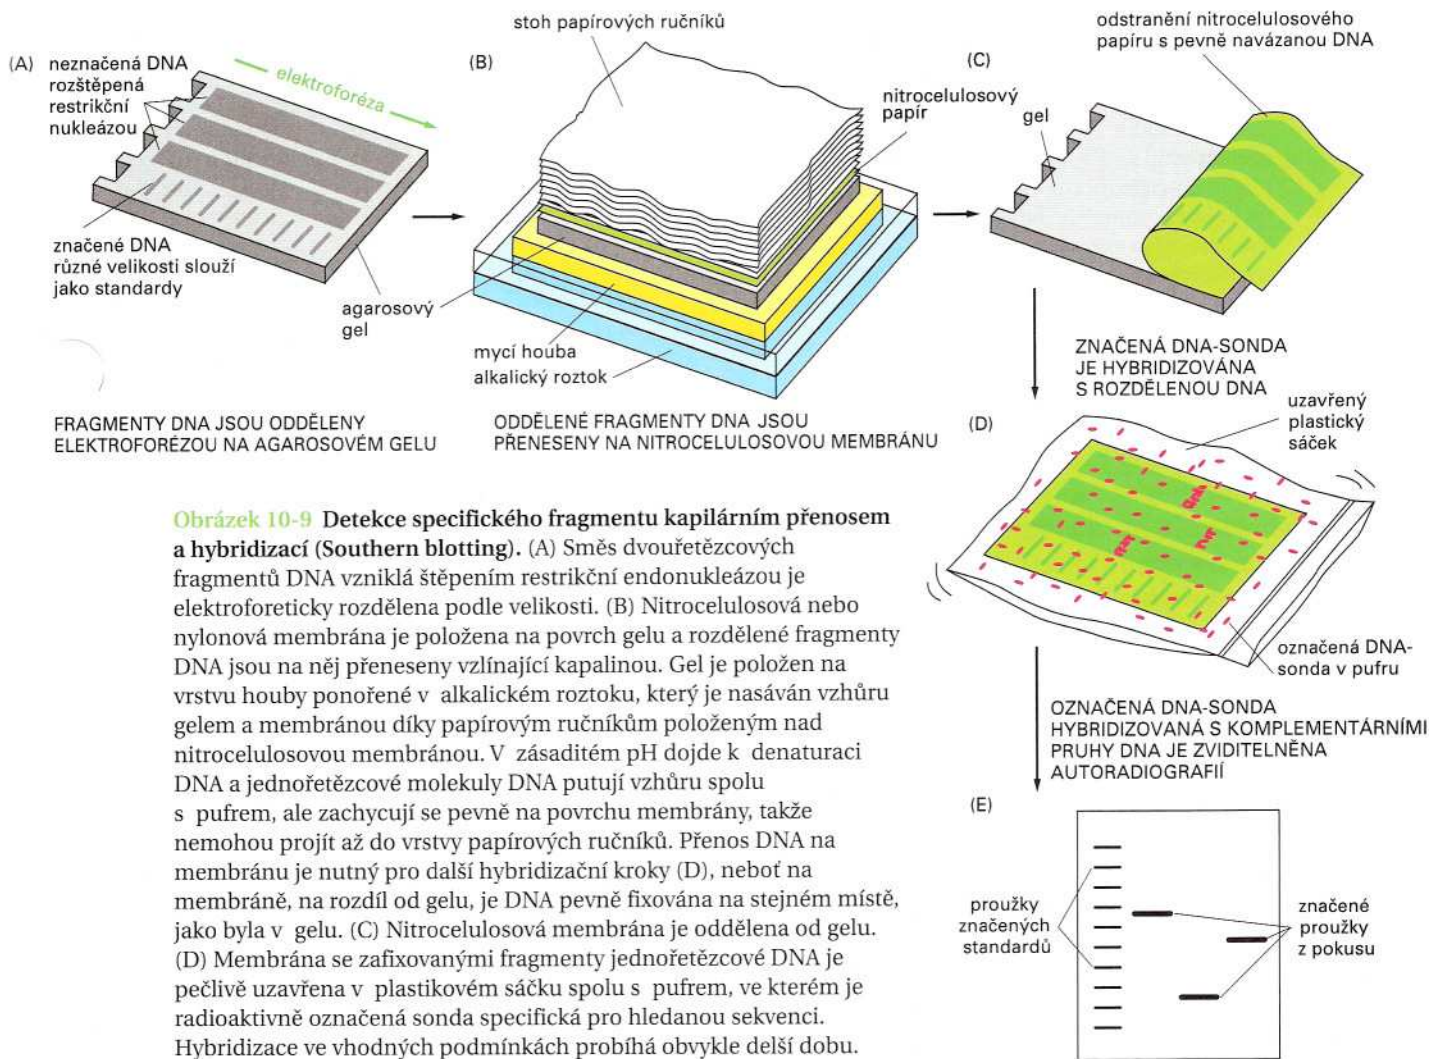 (A)
neznačená DNA
rozštěpená
restrikční
nukleázou
elektroforéza
značené DNA
různé velikosti slouží
jako standardy
agarosový
gel
FRAGMENTY DNA JSOU ODDĚLENY
ELEKTROFORÉZOU NA AGAROSOVÉM GELU
(B)
stoh papírových ručníků
nitrocelulosový
papír
mycí houba
alkalický roztok
ODDĚLENÉ FRAGMENTY DNA JSOU
PŘENESENY NA NITROCELULOSOVOU MEMBRÁNU
(C)
odstranění nitrocelulosového
papíru s pevně navázanou DNA
gel
ZNAČENÁ DNA-SONDA
JE HYBRIDIZOVÁNA
S ROZDĚLENOU DNA
(D)
uzavřený
plastický
sáček
označená DNA-
sonda v pufru
OZNAČENÁ DNA-SONDA
HYBRIDIZOVANÁ S KOMPLEMENTÁRNÍMI
PRUHY DNA JE ZVIDITELNĚNA
AUTORADIOGRAFIÍ
(E)
proužky
značených
standardů
značené
proužky
z pokusu
Obrázek 10-9 Detekce specifického fragmentu kapilárním přenosem
a hybridizací (Southern blotting). (A) Směs dvouřetězcových
fragmentů DNA vzniklá štěpením restrikční endonukleázou je
elektroforeticky rozdělena podle velikosti. (B) Nitrocelulosová nebo
nylonová membrána je položena na povrch gelu a rozdělené fragmenty
DNA jsou na něj přeneseny vzlínající kapalinou. Gel je položen na
vrstvu houby ponořené v alkalickém roztoku, který je nasáván vzhůru
gelem a membránou díky papírovým ručníkům položeným nad
nitrocelulosovou membránou. V zásaditém pH dojde k denaturaci
DNA a jednořetězcové molekuly DNA putují vzhůru spolu
s pufrem, ale zachycují se pevně na povrchu membrány, takže
nemohou projít až do vrstvy papírových ručníků. Přenos DNA na
membránu je nutný pro další hybridizační kroky (D), neboť na
membráně, na rozdíl od gelu, je DNA pevně fixována na stejném místě,
jako byla v gelu. (C) Nitrocelulosová membrána je oddělena od gelu.
(D) Membrána se zafixovanými fragmenty jednořetězcové DNA je
pečlivě uzavřena v plastikovém sáčku spolu s pufrem, ve kterém je
radioaktivně označená sonda specifická pro hledanou sekvenci.
Hybridizace ve vhodných podmínkách probíhá obvykle delší dobu.